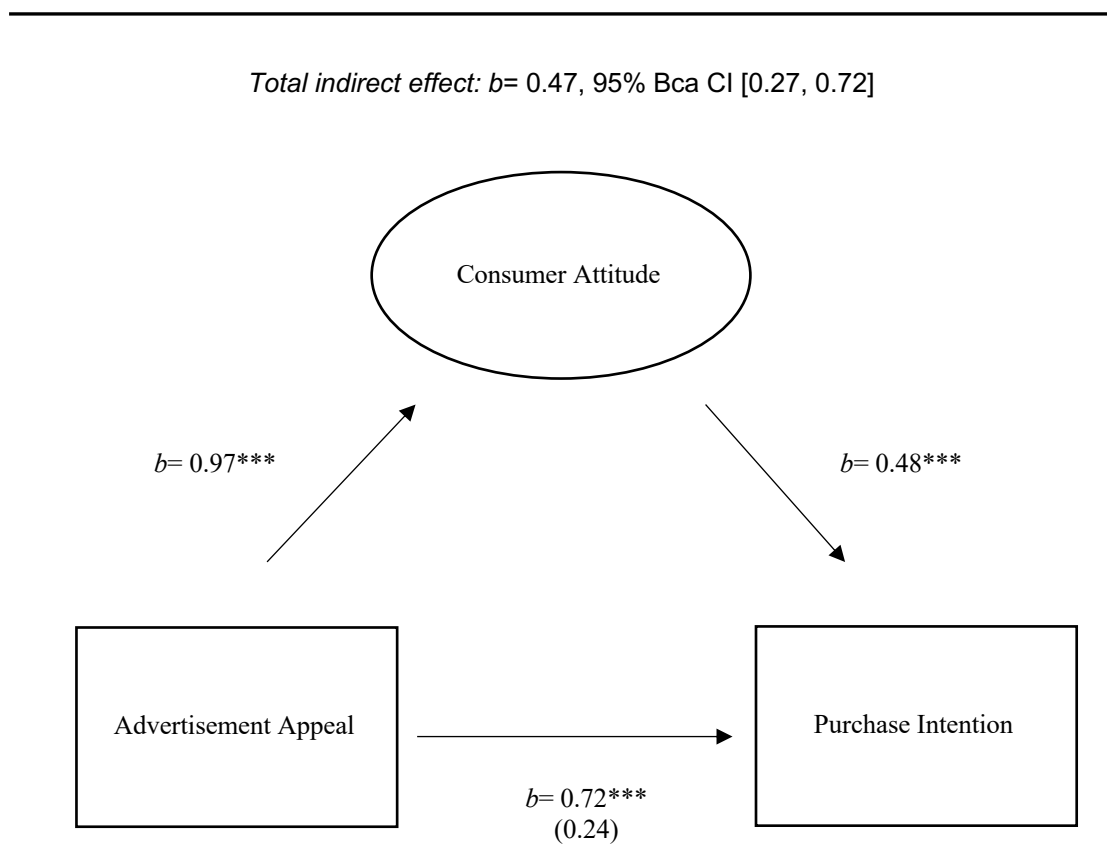 Total indirect effect: b= 0.47, 95% Bca CI [0.27, 0.72]
Consumer Attitude
b= 0.97***
b= 0.48***
Advertisement Appeal
Purchase Intention
b= 0.72***
(0.24)